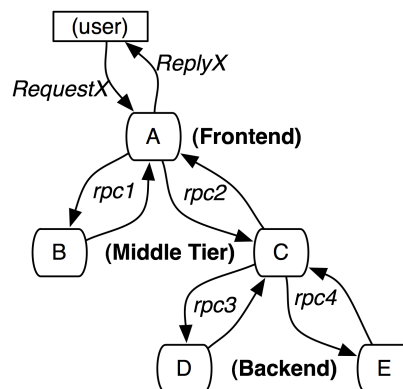 (user)
RequestX
ReplyX
A
(Frontend)
rpc1
rpc2
B
(Middle Tier)
C
rpc3
rpc4
D
(Backend)
E